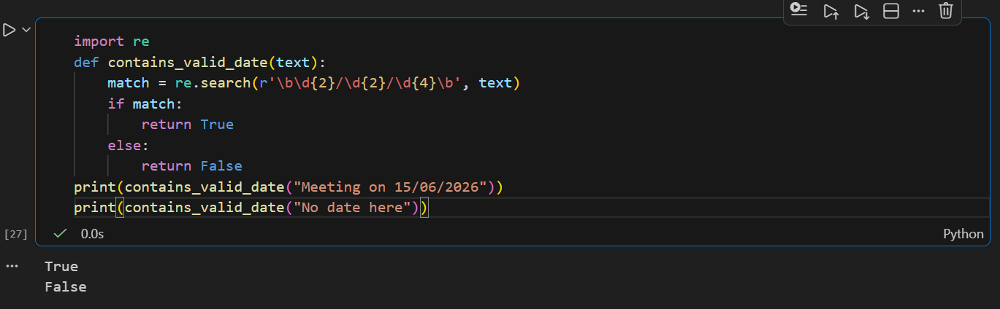 import re
def contains_valid_date(text):
    match = re.search(r'\b\d{2}/\d{2}/\d{4}\b', text)
    if match:
        return True
    else:
        return False
print(contains_valid_date("Meeting on 15/06/2026"))
print(contains_valid_date("No date here"))
[27] 0.0s Python
True
False